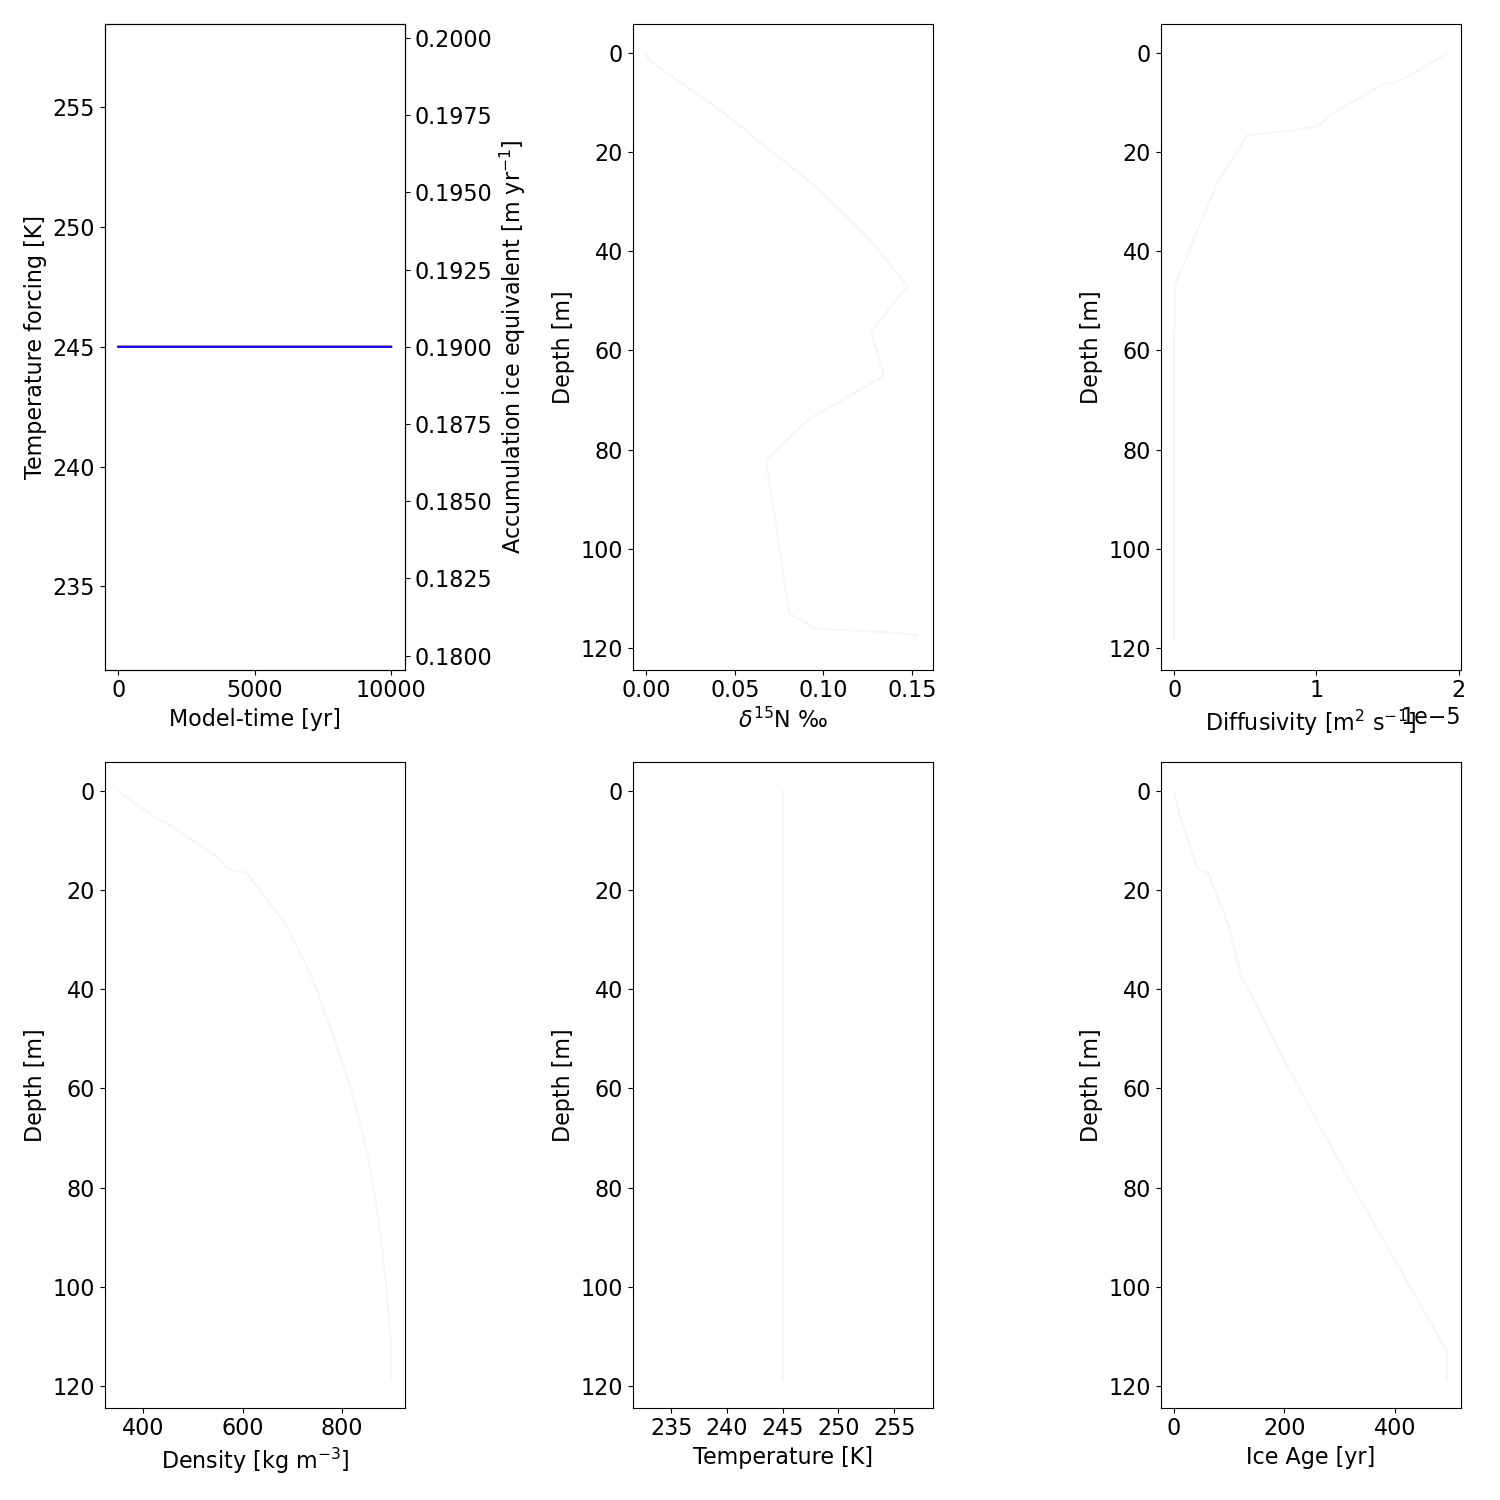 255
250
245
240
235
Temperature forcing [K]
0.2000
0.1975
0.1950
0.1925
0.1900
0.1875
0.1850
0.1825
0.1800
Accumulation ice equivalent [m yr⁻¹]
0 5000 10000
Model-time [yr]
0
20
40
60
80
100
120
Depth [m]
0.00 0.05 0.10 0.15
δ¹⁵N ‰
0
20
40
60
80
100
120
Depth [m]
0 1 2
1e−5
Diffusivity [m² s⁻¹]
0
20
40
60
80
100
120
Depth [m]
400 600 800
Density [kg m⁻³]
0
20
40
60
80
100
120
Depth [m]
235 240 245 250 255
Temperature [K]
0
20
40
60
80
100
120
Depth [m]
0 200 400
Ice Age [yr]